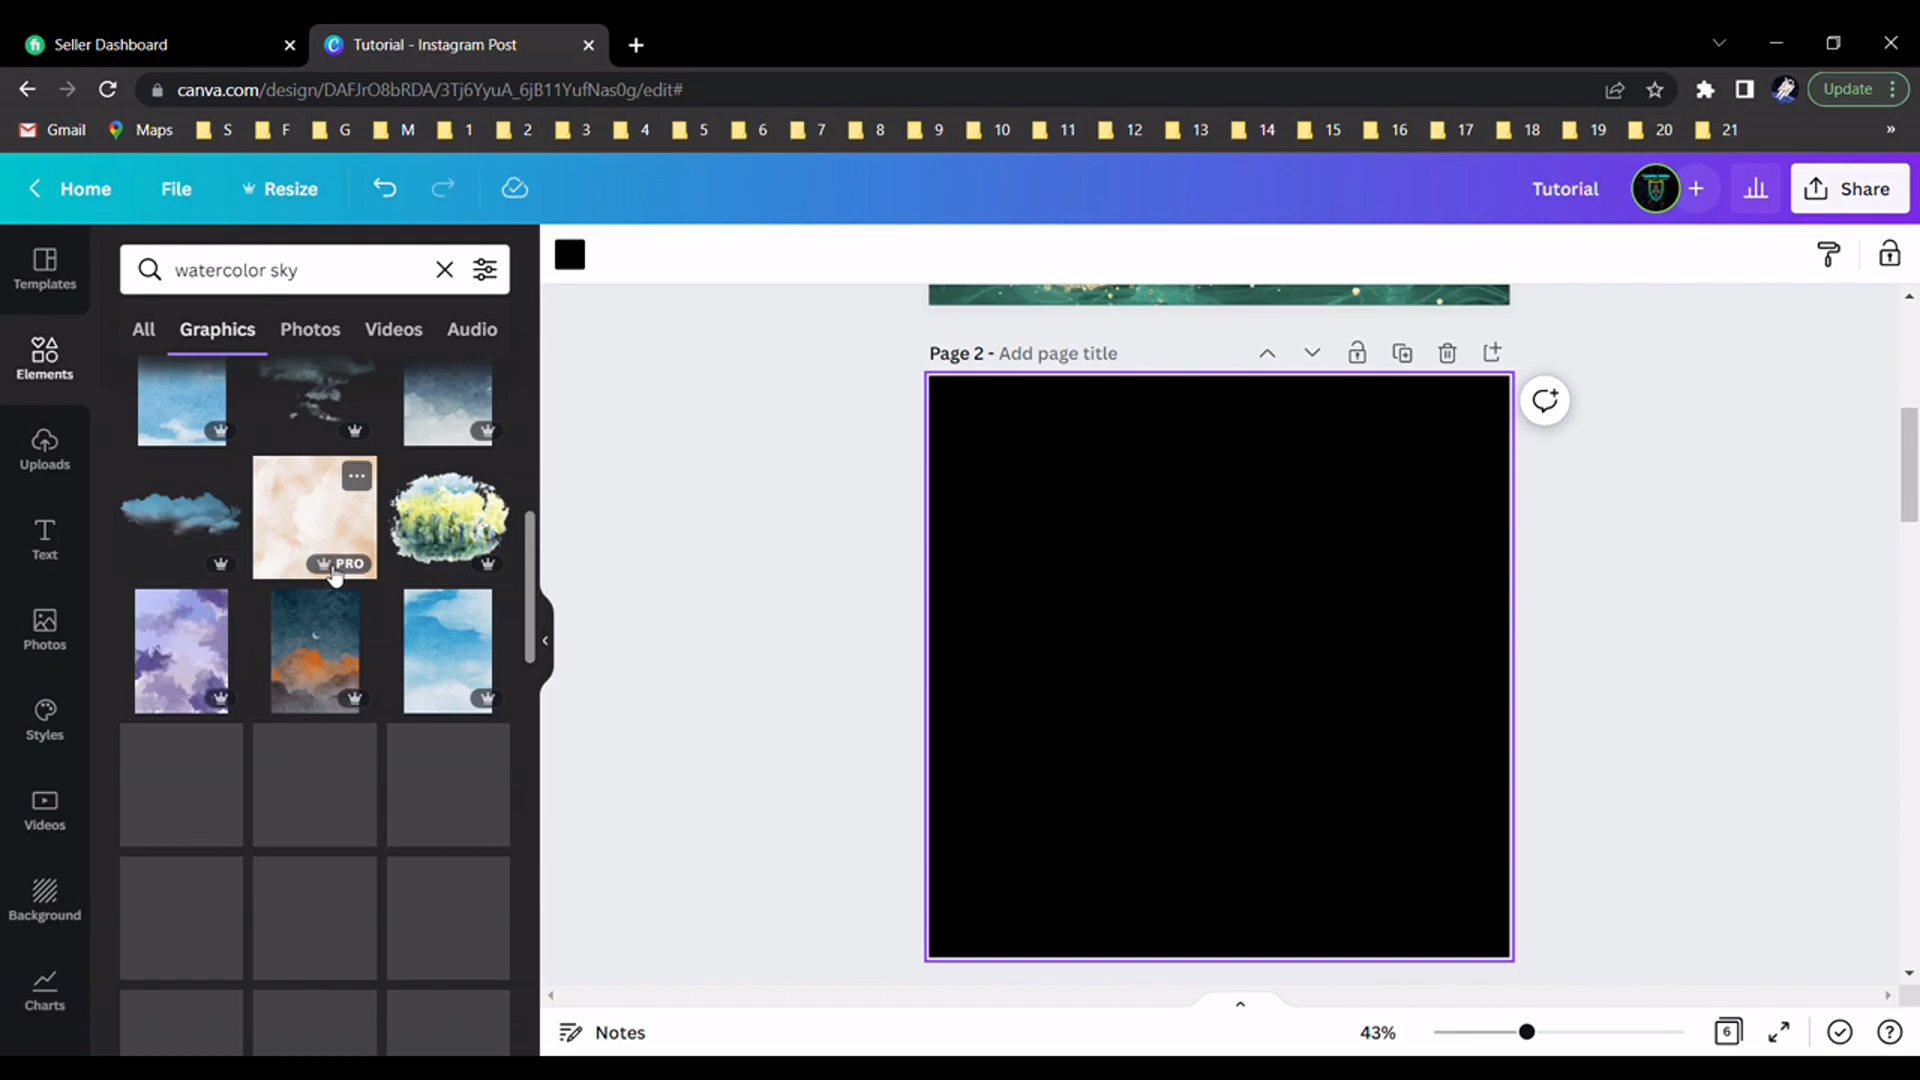 Seller Dashboard
Tutorial - Instagram Post
canva.com/design/DAFJrO8bRDA/3Tj6YyuA_6jB11YufNas0g/edit#
Update
Gmail Maps S F G M 1 2 3 4 5 6 7 8 9 10 11 12 13 14 15 16 17 18 19 20 21 »
Home File Resize Tutorial Share
Templates
Elements
Uploads
Text
Photos
Styles
Videos
Background
Charts
watercolor sky
All Graphics Photos Videos Audio
PRO
Page 2 - Add page title
Notes
43%
6